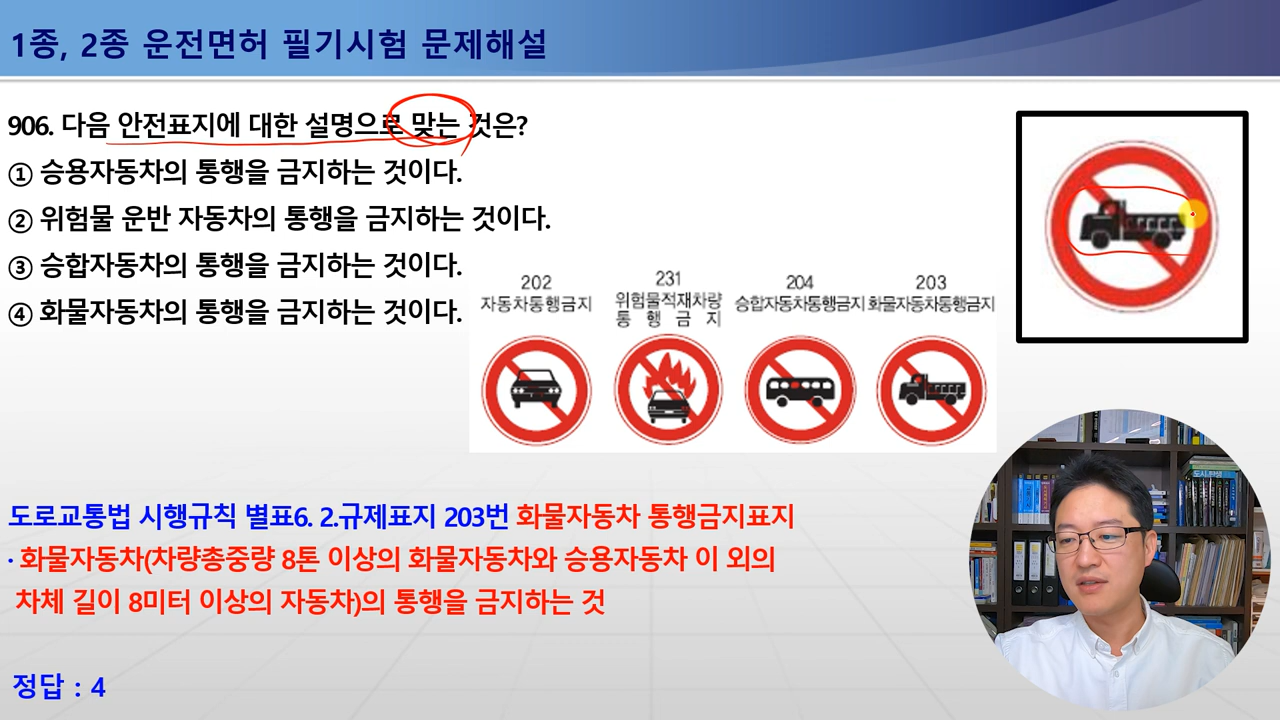 1종, 2종 운전면허 필기시험 문제해설
906. 다음 안전표지에 대한 설명으로 맞는 것은?
① 승용자동차의 통행을 금지하는 것이다.
② 위험물 운반 자동차의 통행을 금지하는 것이다.
③ 승합자동차의 통행을 금지하는 것이다.
④ 화물자동차의 통행을 금지하는 것이다.
202
자동차통행금지
231
위험물적재차량
통 행 금 지
204
승합자동차통행금지
203
화물자동차통행금지
도로교통법 시행규칙 별표6. 2.규제표지 203번 화물자동차 통행금지표지
· 화물자동차(차량총중량 8톤 이상의 화물자동차와 승용자동차 이 외의
차체 길이 8미터 이상의 자동차)의 통행을 금지하는 것
정답 : 4